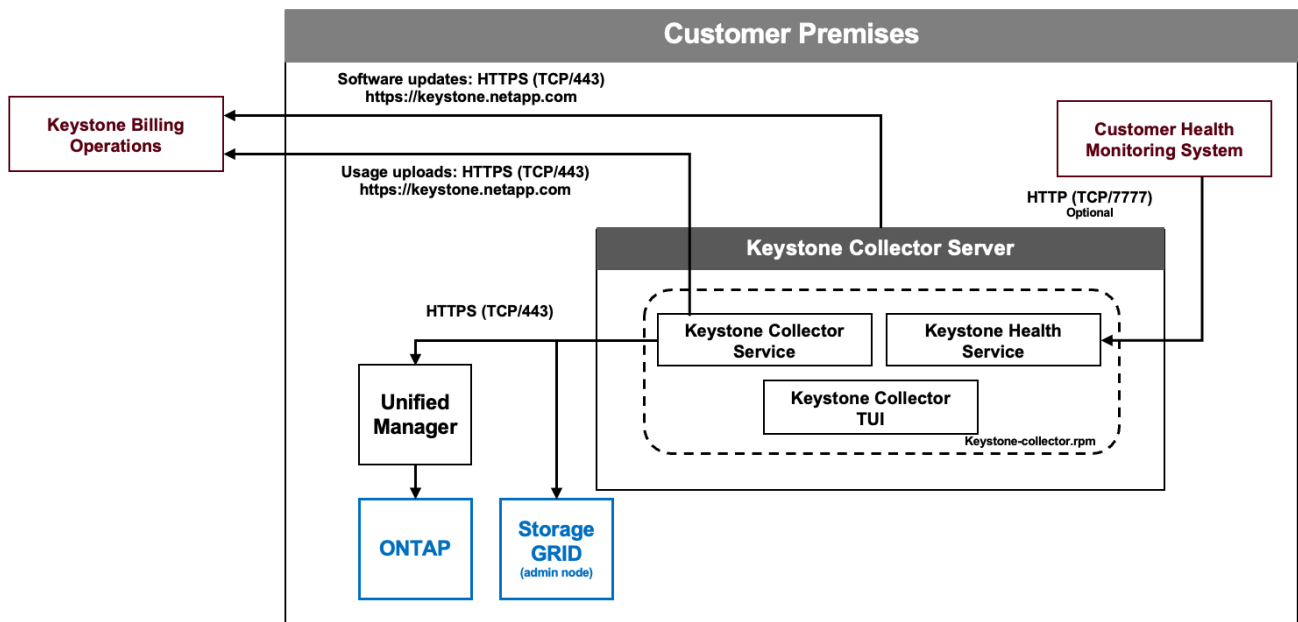 Customer Premises
Software updates: HTTPS (TCP/443)
https://keystone.netapp.com
Keystone Billing
Operations
Customer Health
Monitoring System
Usage uploads: HTTPS (TCP/443)
https://keystone.netapp.com
HTTP (TCP/7777)
Optional
Keystone Collector Server
HTTPS (TCP/443)
Keystone Collector
Service
Keystone Health
Service
Keystone Collector
TUI
Keystone-collector.rpm
Unified
Manager
ONTAP
Storage
GRID
(admin node)